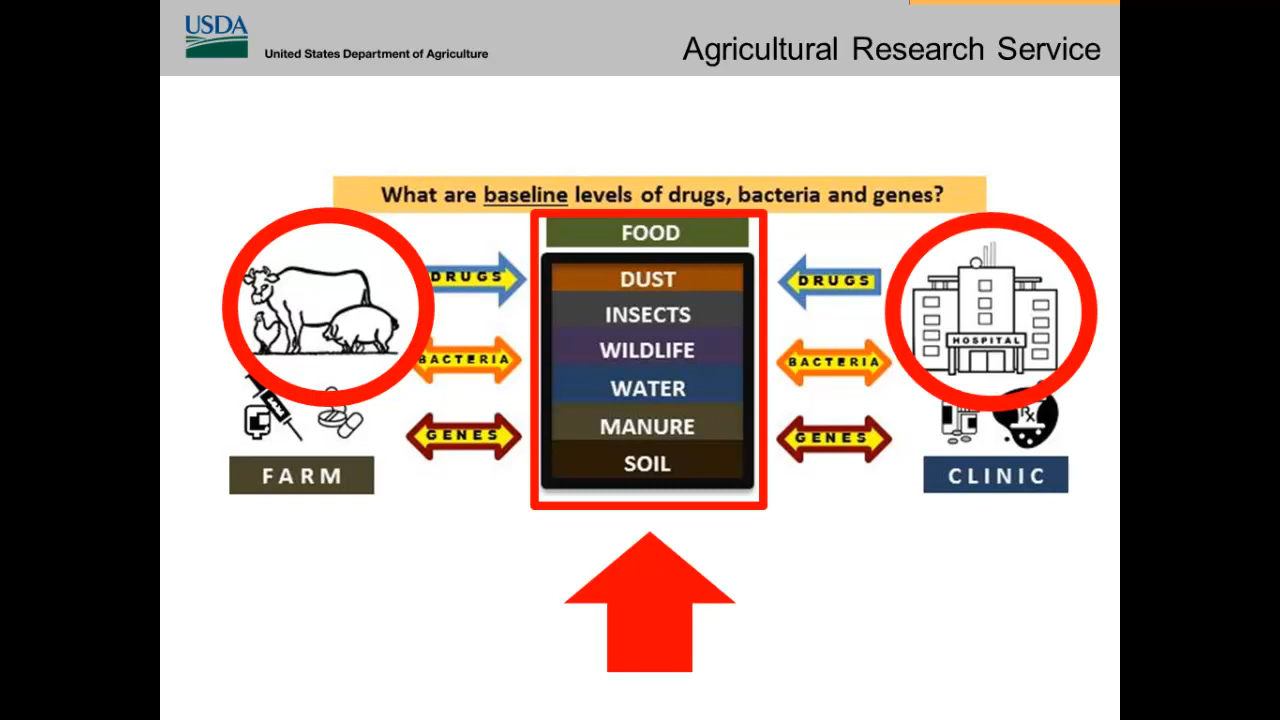 USDA
United States Department of Agriculture
Agricultural Research Service
What are baseline levels of drugs, bacteria and genes?
FOOD
DUST
INSECTS
WILDLIFE
WATER
MANURE
SOIL
DRUGS
BACTERIA
GENES
DRUGS
BACTERIA
GENES
HOSPITAL
Rx
FARM
CLINIC